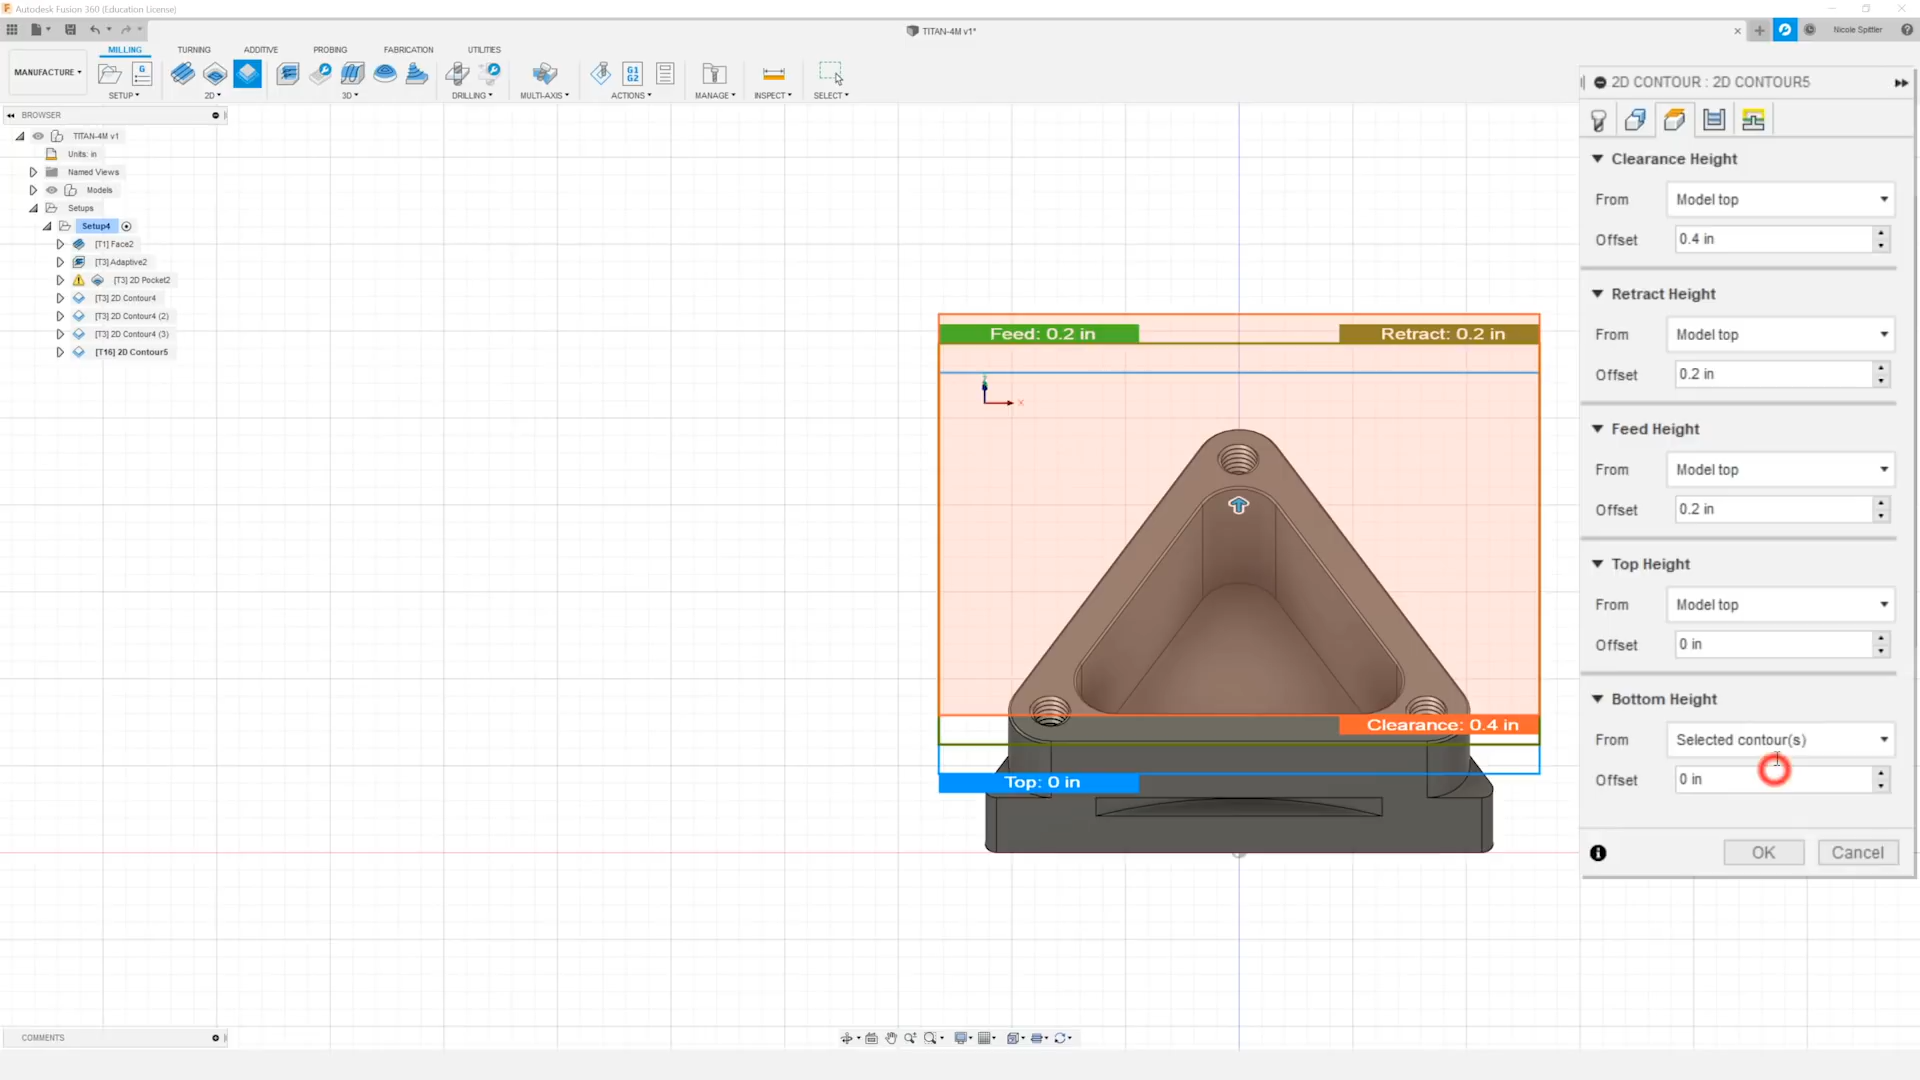 Autodesk Fusion 360 (Education License)
TITAN-4M v1*
Nicole Spittler
MILLING TURNING ADDITIVE PROBING FABRICATION UTILITIES
MANUFACTURE
G
G1
G2
SETUP 2D 3D DRILLING MULTI-AXIS ACTIONS MANAGE INSPECT SELECT
BROWSER
TITAN-4M v1
Units: in
Named Views
Models
Setups
Setup4
[T1] Face2
[T3] Adaptive2
[T3] 2D Pocket2
[T3] 2D Contour4
[T3] 2D Contour4 (2)
[T3] 2D Contour4 (3)
[T16] 2D Contour5
Feed: 0.2 in
Retract: 0.2 in
Z
X
Clearance: 0.4 in
Top: 0 in
2D CONTOUR : 2D CONTOUR5
Clearance Height
From Model top
Offset 0.4 in
Retract Height
From Model top
Offset 0.2 in
Feed Height
From Model top
Offset 0.2 in
Top Height
From Model top
Offset 0 in
Bottom Height
From Selected contour(s)
Offset 0 in
OK Cancel
COMMENTS